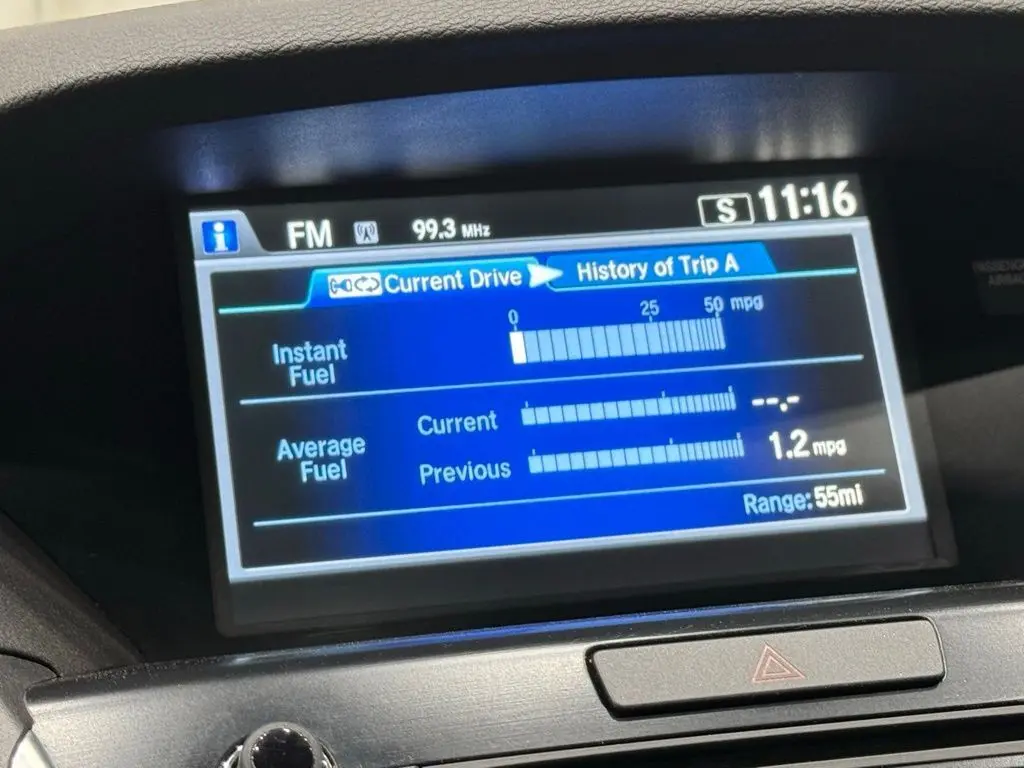 i FM 99.3 MHz S 11:16
Current Drive History of Trip A
0 25 50 mpg
Instant
Fuel
Current --.-
Average
Fuel
Previous 1.2 mpg
Range:55mi